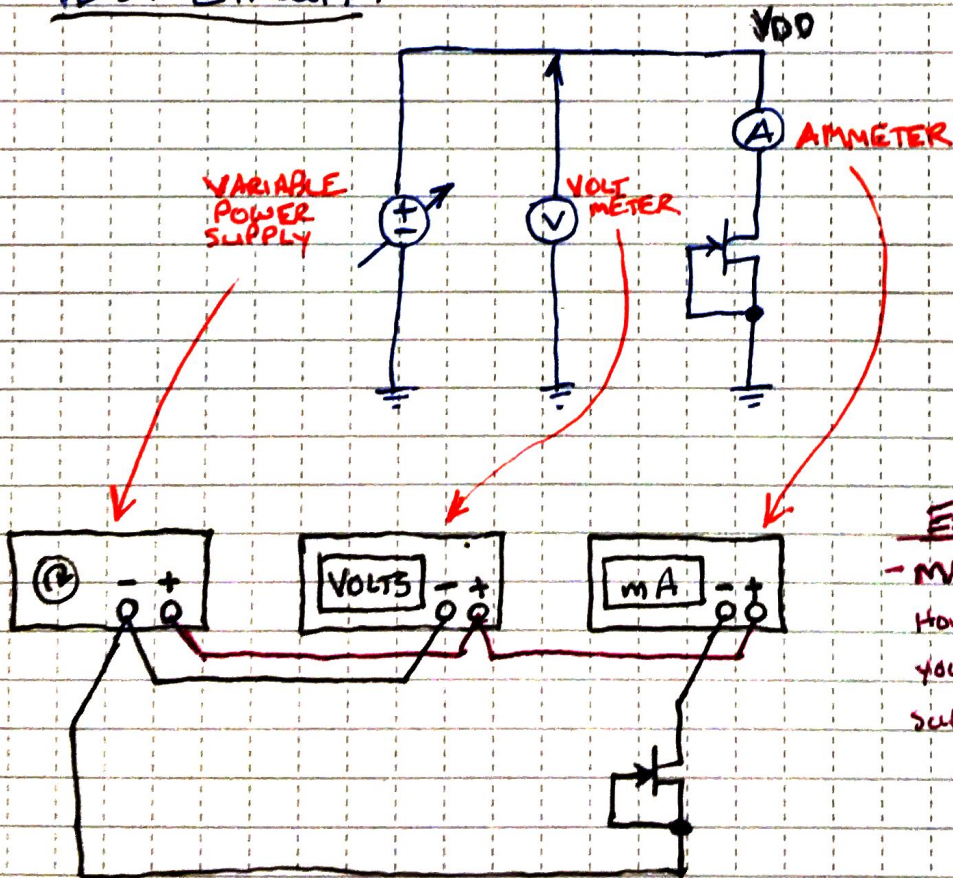 VDD
A
AMMETER
VARIABLE
POWER
SUPPLY
+
-
V
VOLT
METER
- +
VOLTS
- +
mA
- +